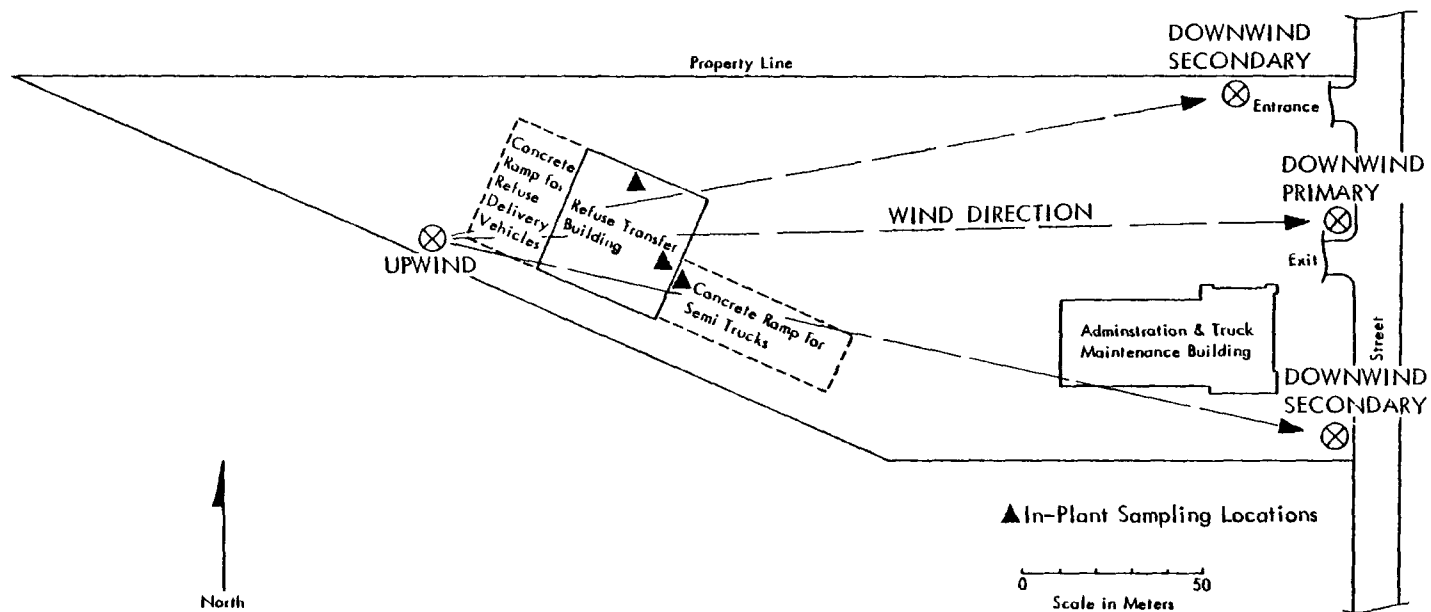 DOWNWIND
SECONDARY
Property Line
Entrance
Concrete
Ramp for
Refuse
Delivery
Vehicles
Refuse Transfer
Building
DOWNWIND
PRIMARY
WIND DIRECTION
UPWIND
Exit
Concrete Ramp for
Semi Trucks
Adminstration & Truck
Maintenance Building
Street
DOWNWIND
SECONDARY
In-Plant Sampling Locations
0 50
Scale in Meters
North